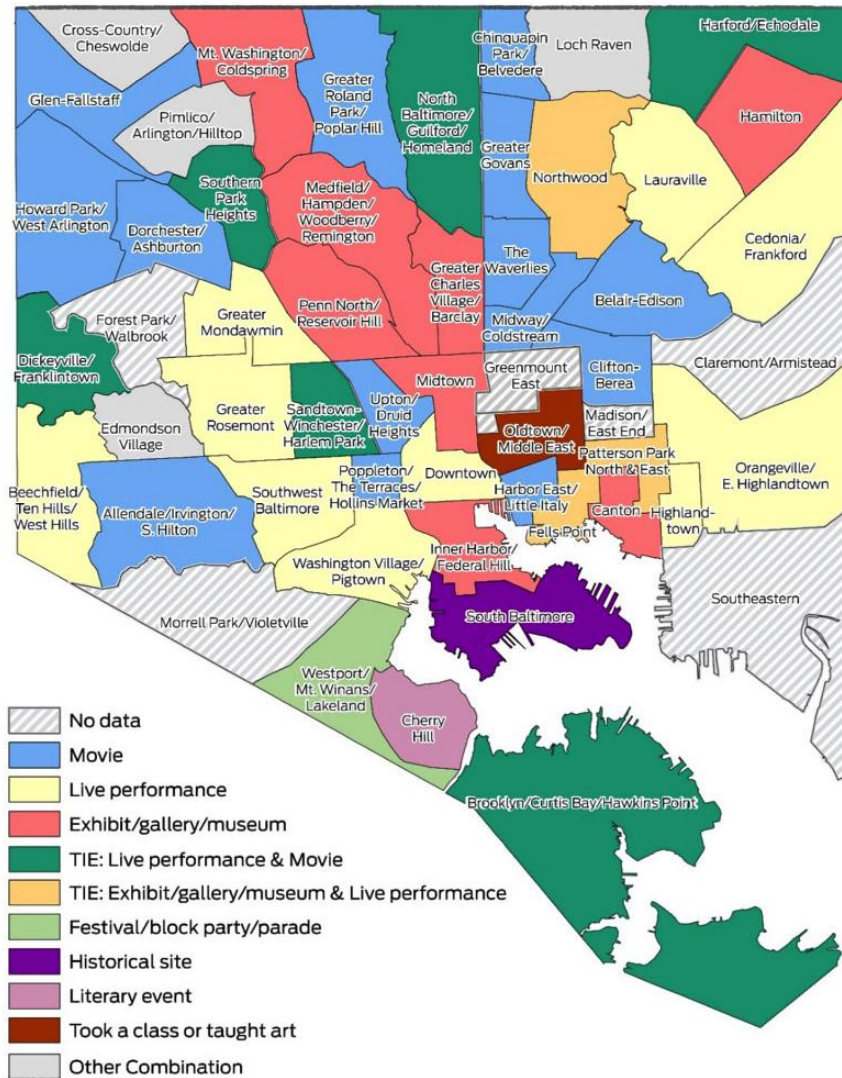 Cross-Country/
Cheswolde
Mt. Washington/
Coldspring
Greater
Roland
Park/
Poplar Hill
North
Baltimore/
Guilford/
Homeland
Chinquapin
Park/
Belvedere
Loch Raven
Harford/Echodale
Glen-Fallstaff
Pimlico/
Arlington/Hilltop
Hamilton
Greater
Govans
Northwood
Lauraville
Southern
Park
Heights
Medfield/
Hampden/
Woodberry/
Remington
Howard Park/
West Arlington
Dorchester/
Ashburton
Cedonia/
Frankford
The
Waverlies
Greater
Charles
Village/
Barclay
Penn North/
Reservoir Hill
Belair-Edison
Forest Park/
Walbrook
Greater
Mondawmin
Midway/
Coldstream
Dickeyville/
Franklintown
Midtown
Greenmount
East
Clifton-
Berea
Claremont/Armistead
Edmondson
Village
Greater
Rosemont
Sandtown-
Winchester/
Harlem Park
Upton/
Druid
Heights
Oldtown/
Middle East
Madison/
East End
Patterson Park
North & East
Beechfield/
Ten Hills/
West Hills
Allendale/Irvington/
S. Hilton
Southwest
Baltimore
Poppleton/
The Terraces/
Hollins Market
Downtown
Harbor East/
Little Italy
Fells Point
Canton
Highland-
town
Orangeville/
E. Highlandtown
Washington Village/
Pigtown
Inner Harbor/
Federal Hill
Morrell Park/Violetville
South Baltimore
Southeastern
Westport/
Mt. Winans/
Lakeland
Cherry
Hill
Brooklyn/Curtis Bay/Hawkins Point
No data
Movie
Live performance
Exhibit/gallery/museum
TIE: Live performance & Movie
TIE: Exhibit/gallery/museum & Live performance
Festival/block party/parade
Historical site
Literary event
Took a class or taught art
Other Combination